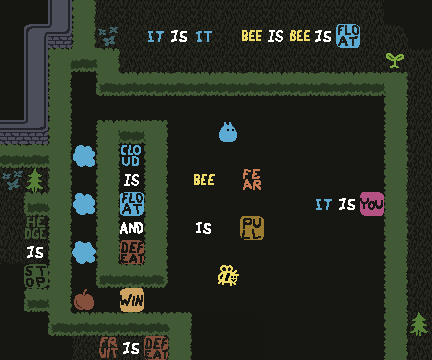 IT IS IT BEE IS BEE IS FLOAT
CLOUD
IS
FLOAT
AND
DEFEAT
WIN
BEE FEAR
IS PULL
IT IS YOU
HEDGE
IS
STOP
FRUIT IS DEFEAT